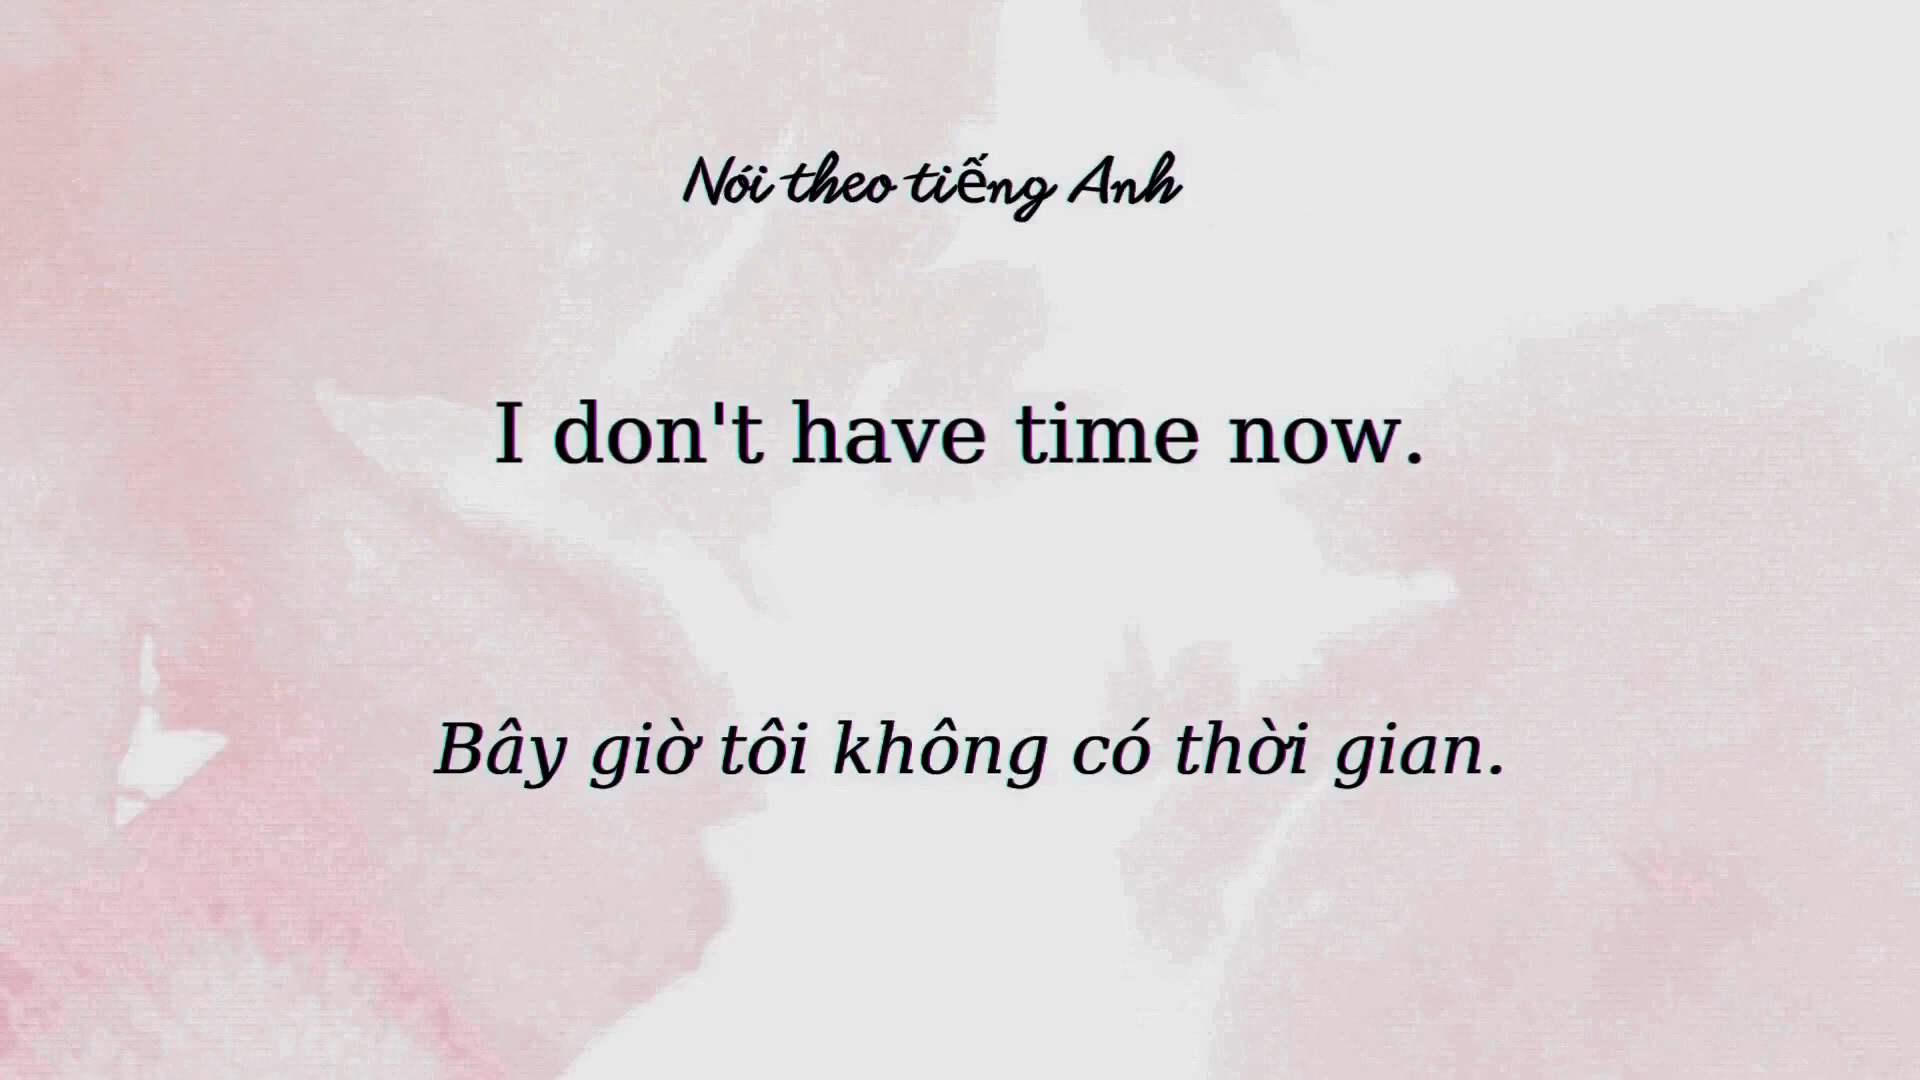 Nói theo tiếng Anh
I don't have time now.
Bây giờ tôi không có thời gian.